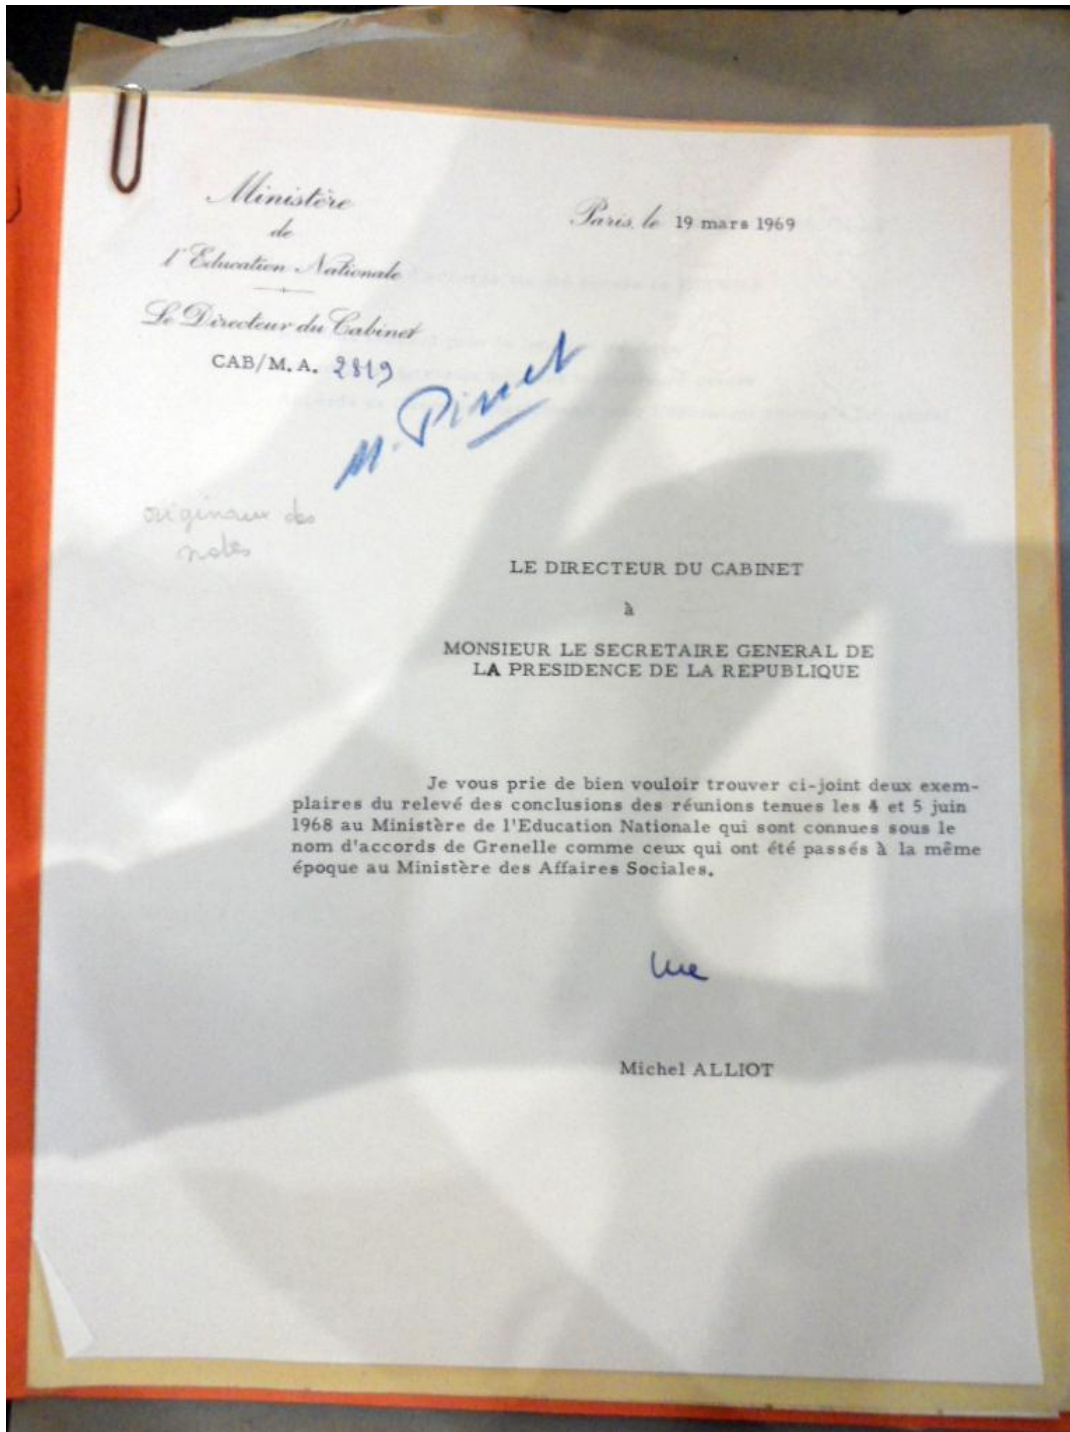 Ministère
de
l'Education Nationale
Le Directeur du Cabinet
CAB/M. A. 2819
Paris, le 19 mars 1969
M. Pinet
originaux des
notes
LE DIRECTEUR DU CABINET
à
MONSIEUR LE SECRETAIRE GENERAL DE
LA PRESIDENCE DE LA REPUBLIQUE
Je vous prie de bien vouloir trouver ci-joint deux exem-
plaires du relevé des conclusions des réunions tenues les 4 et 5 juin
1968 au Ministère de l'Education Nationale qui sont connues sous le
nom d'accords de Grenelle comme ceux qui ont été passés à la même
époque au Ministère des Affaires Sociales.
Michel ALLIOT